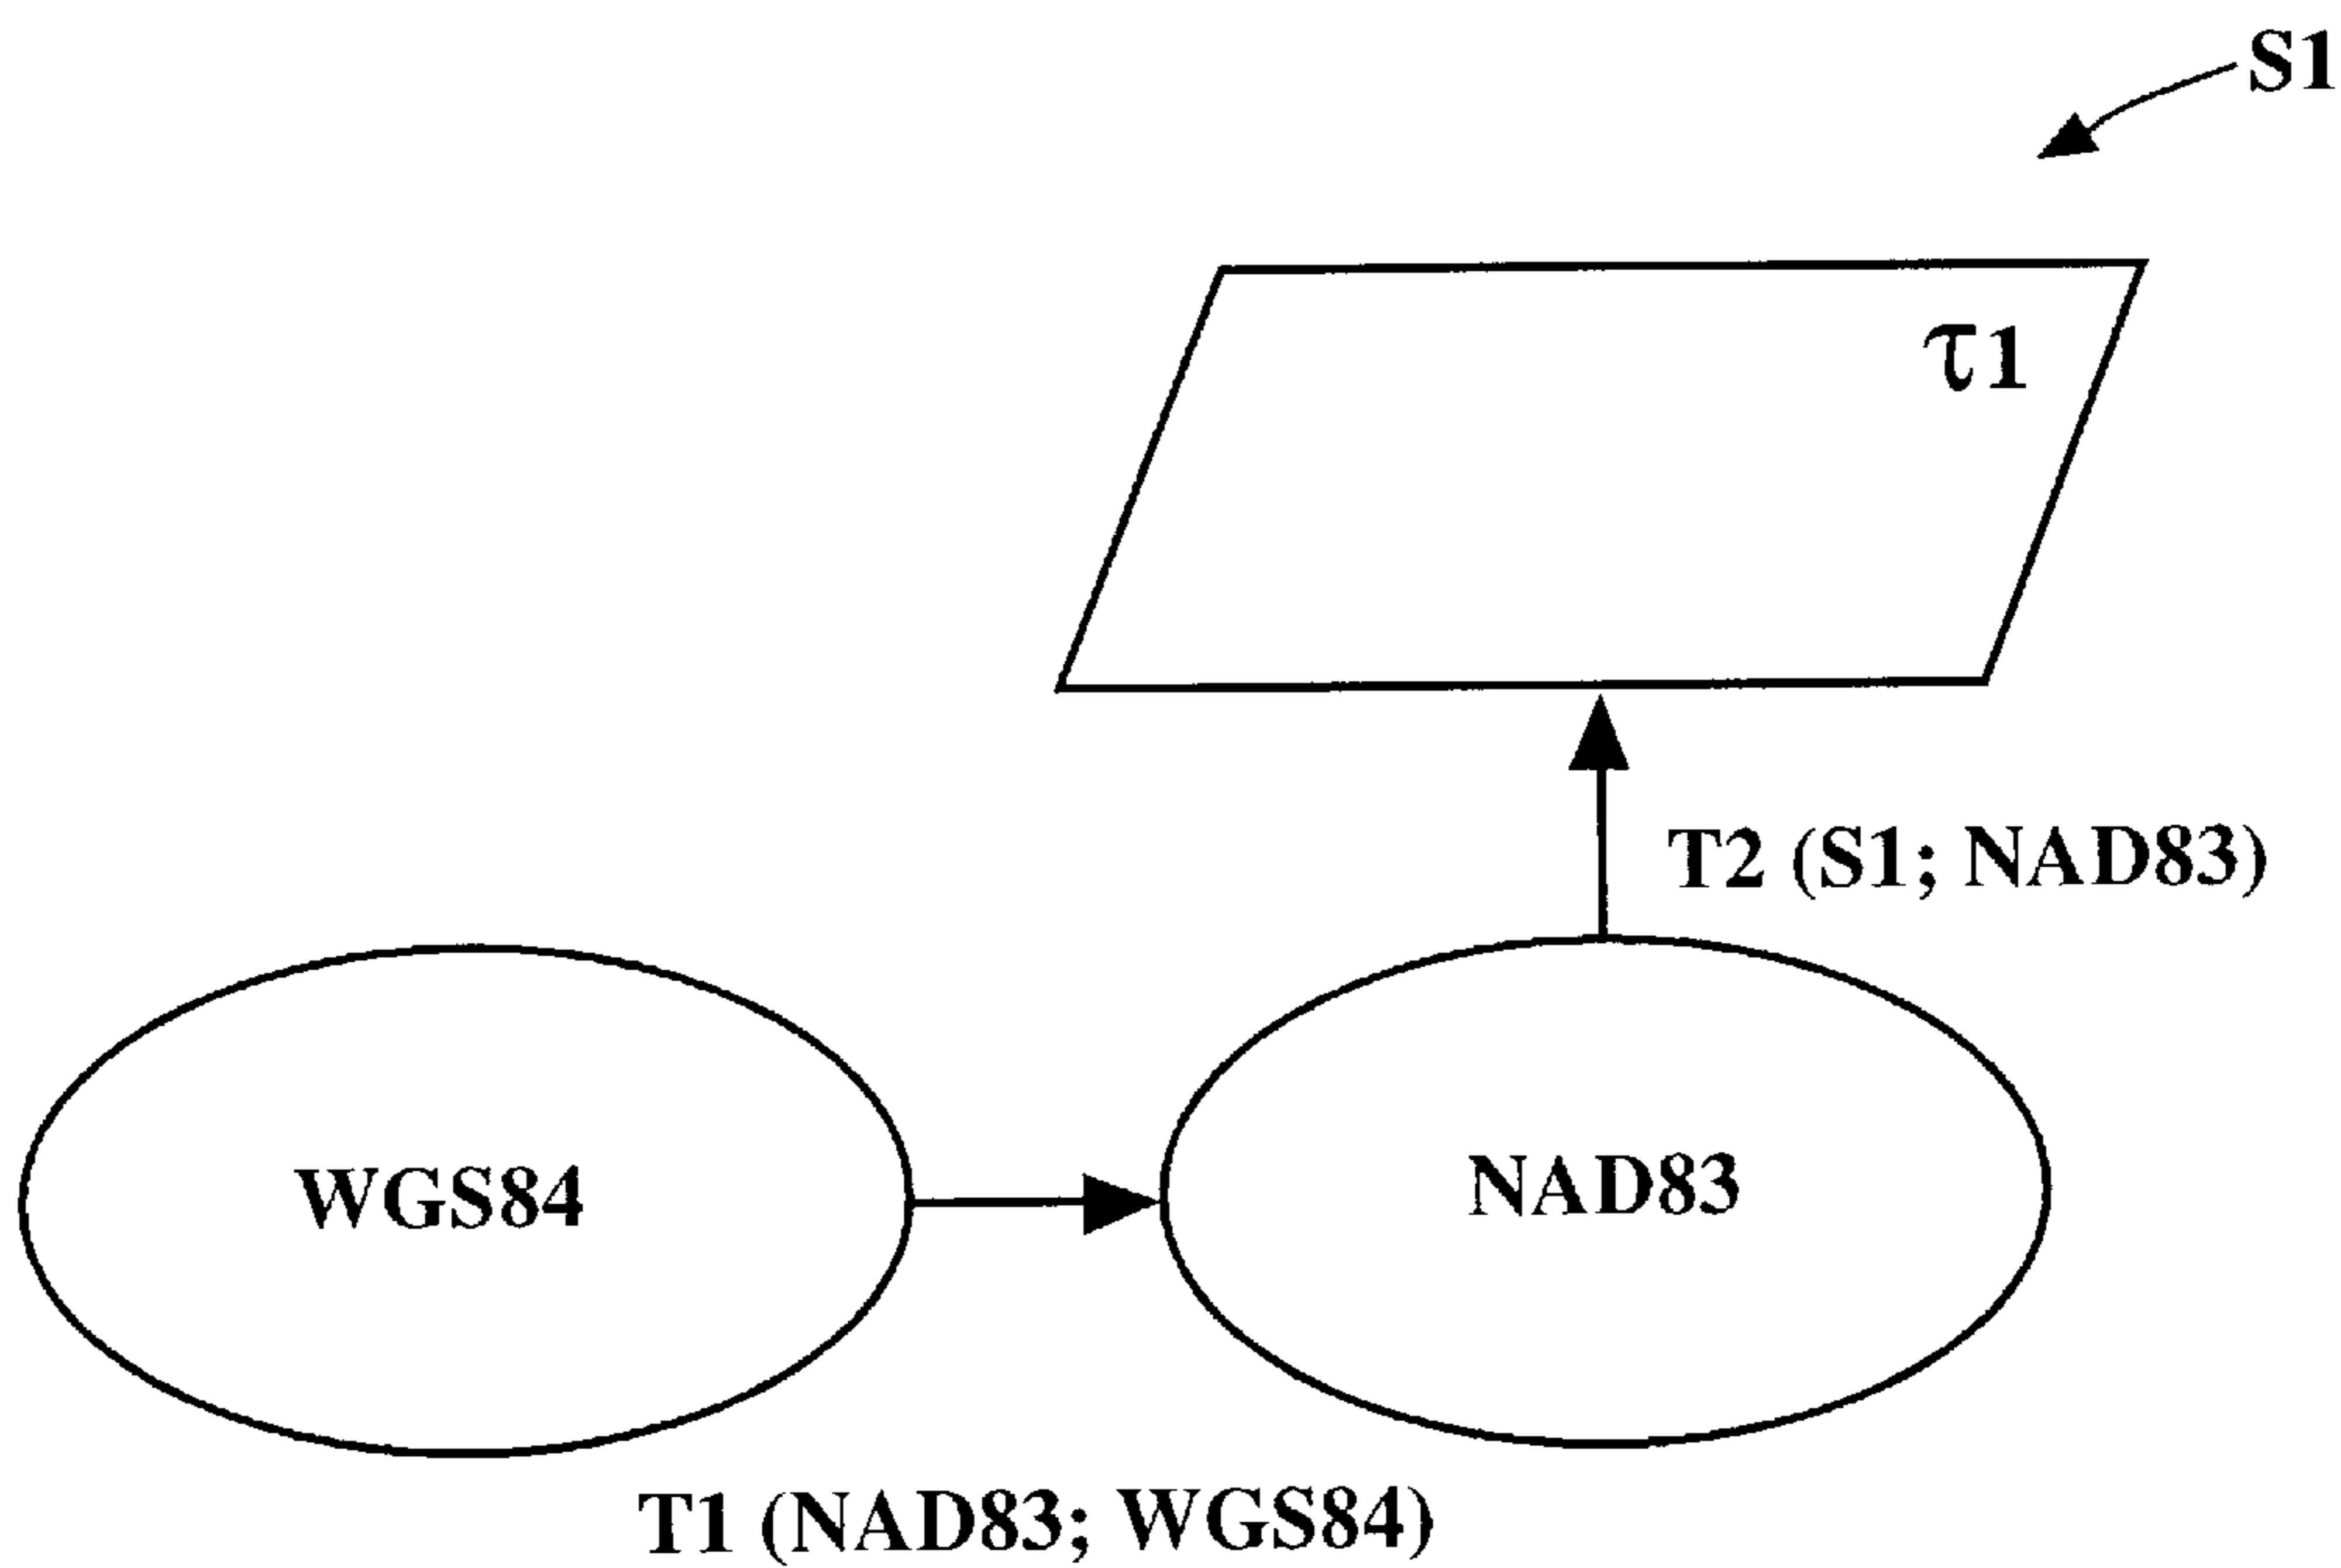 S1
τ1
T2 (S1; NAD83)
WGS84
NAD83
T1 (NAD83; WGS84)